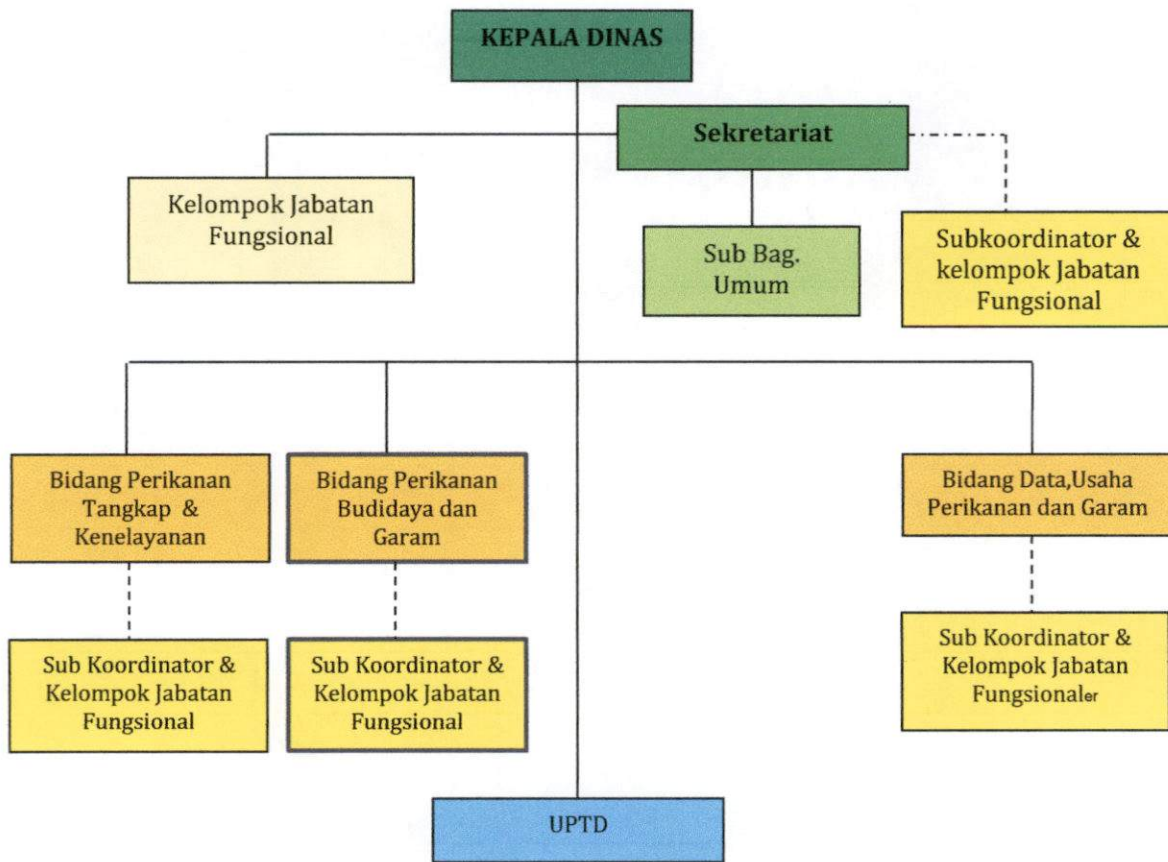 KEPALA DINAS
Sekretariat
Kelompok Jabatan
Fungsional
Sub Bag.
Umum
Subkoordinator &
kelompok Jabatan
Fungsional
Bidang Perikanan
Tangkap &
Kenelayanan
Bidang Perikanan
Budidaya dan
Garam
Bidang Data,Usaha
Perikanan dan Garam
Sub Koordinator &
Kelompok Jabatan
Fungsional
Sub Koordinator &
Kelompok Jabatan
Fungsional
Sub Koordinator &
Kelompok Jabatan
Fungsionaler
UPTD